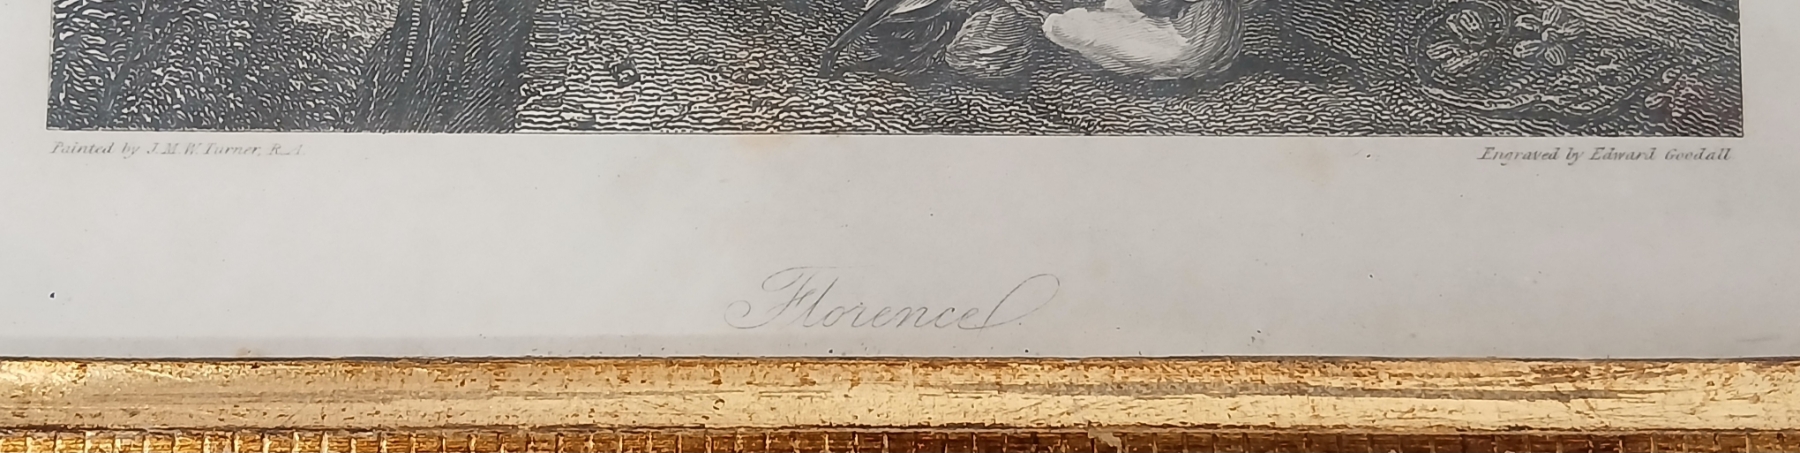 Painted by J.M.W. Turner, R.A.
Engraved by Edward Goodall
Florence.